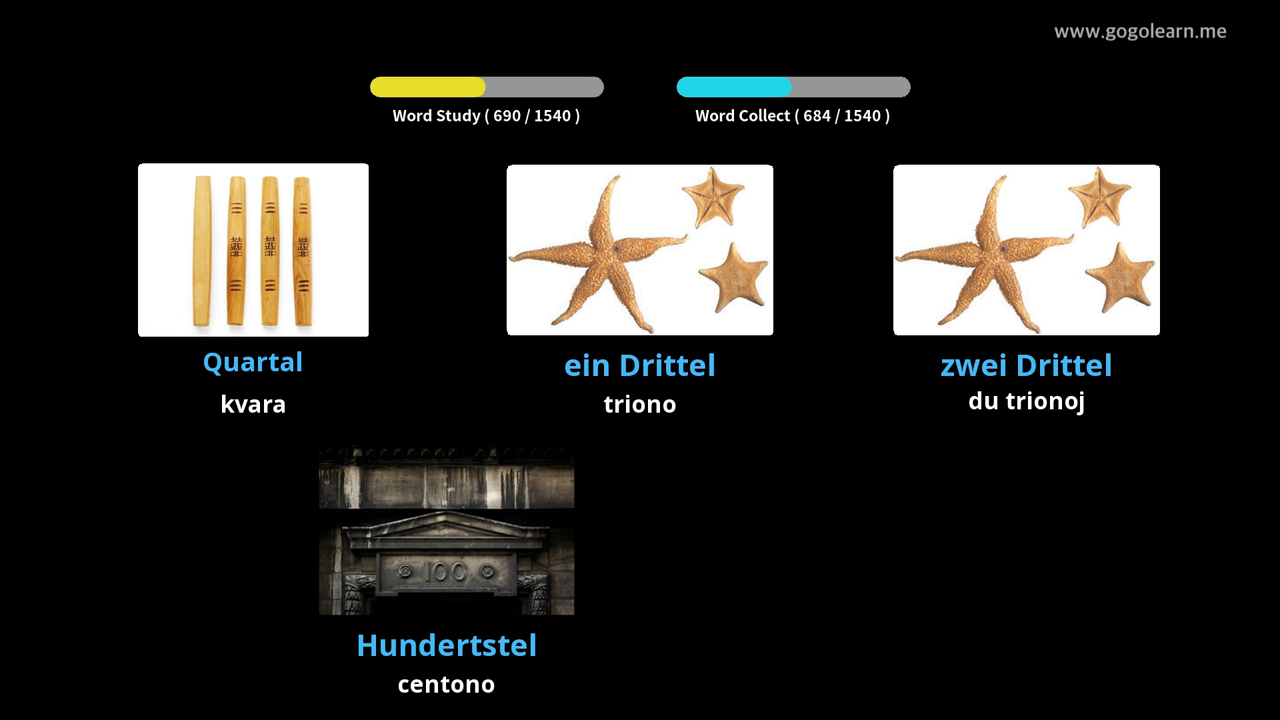 www.gogolearn.me
Word Study ( 690 / 1540 )
Word Collect ( 684 / 1540 )
Quartal
ein Drittel
zwei Drittel
kvara
triono
du trionoj
100
Hundertstel
centono